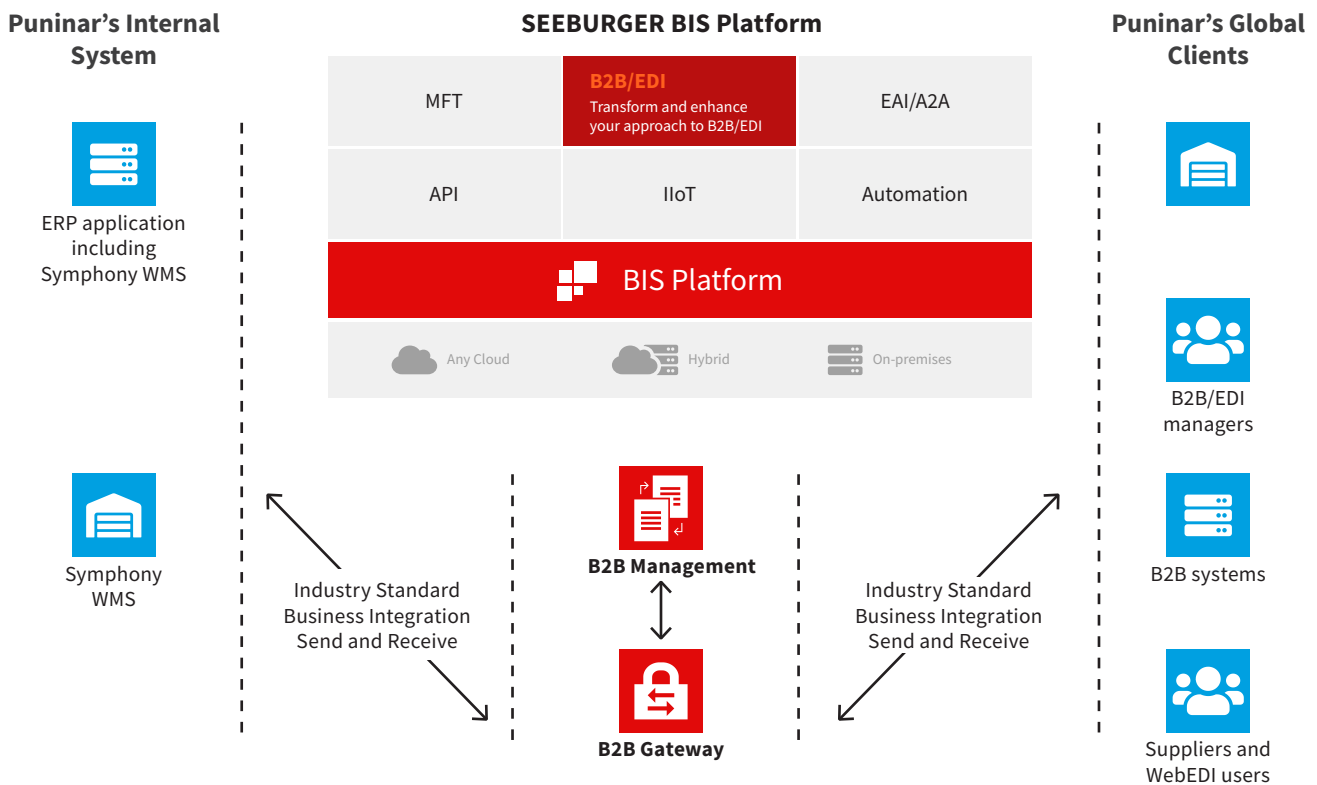 Puninar’s Internal
System
SEEBURGER BIS Platform
Puninar’s Global
Clients
MFT
B2B/EDI
Transform and enhance
your approach to B2B/EDI
EAI/A2A
API
IIoT
Automation
BIS Platform
Any Cloud
Hybrid
On-premises
ERP application
including
Symphony WMS
Symphony
WMS
Industry Standard
Business Integration
Send and Receive
B2B Management
B2B Gateway
Industry Standard
Business Integration
Send and Receive
B2B/EDI
managers
B2B systems
Suppliers and
WebEDI users